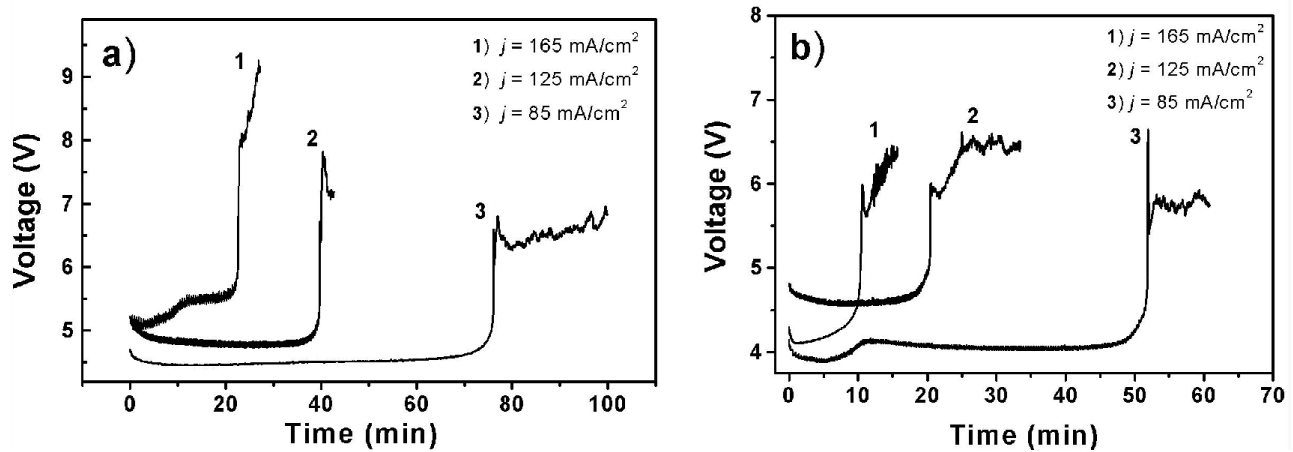 a)
1) j = 165 mA/cm²
2) j = 125 mA/cm²
3) j = 85 mA/cm²
1
2
3
9
8
7
6
5
0
20
40
60
80
100
Voltage (V)
Time (min)
b)
1) j = 165 mA/cm²
2) j = 125 mA/cm²
3) j = 85 mA/cm²
1
2
3
8
7
6
5
4
0
10
20
30
40
50
60
70
Voltage (V)
Time (min)